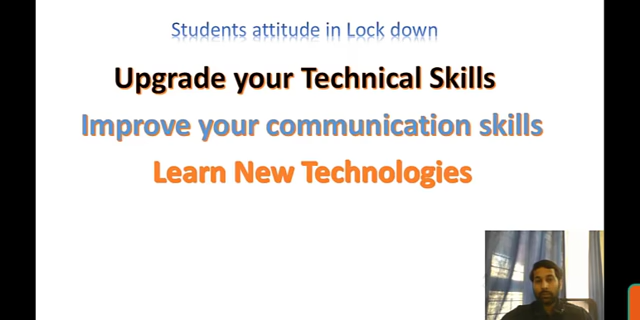 Students attitude in Lock down
Upgrade your Technical Skills
Improve your communication skills
Learn New Technologies